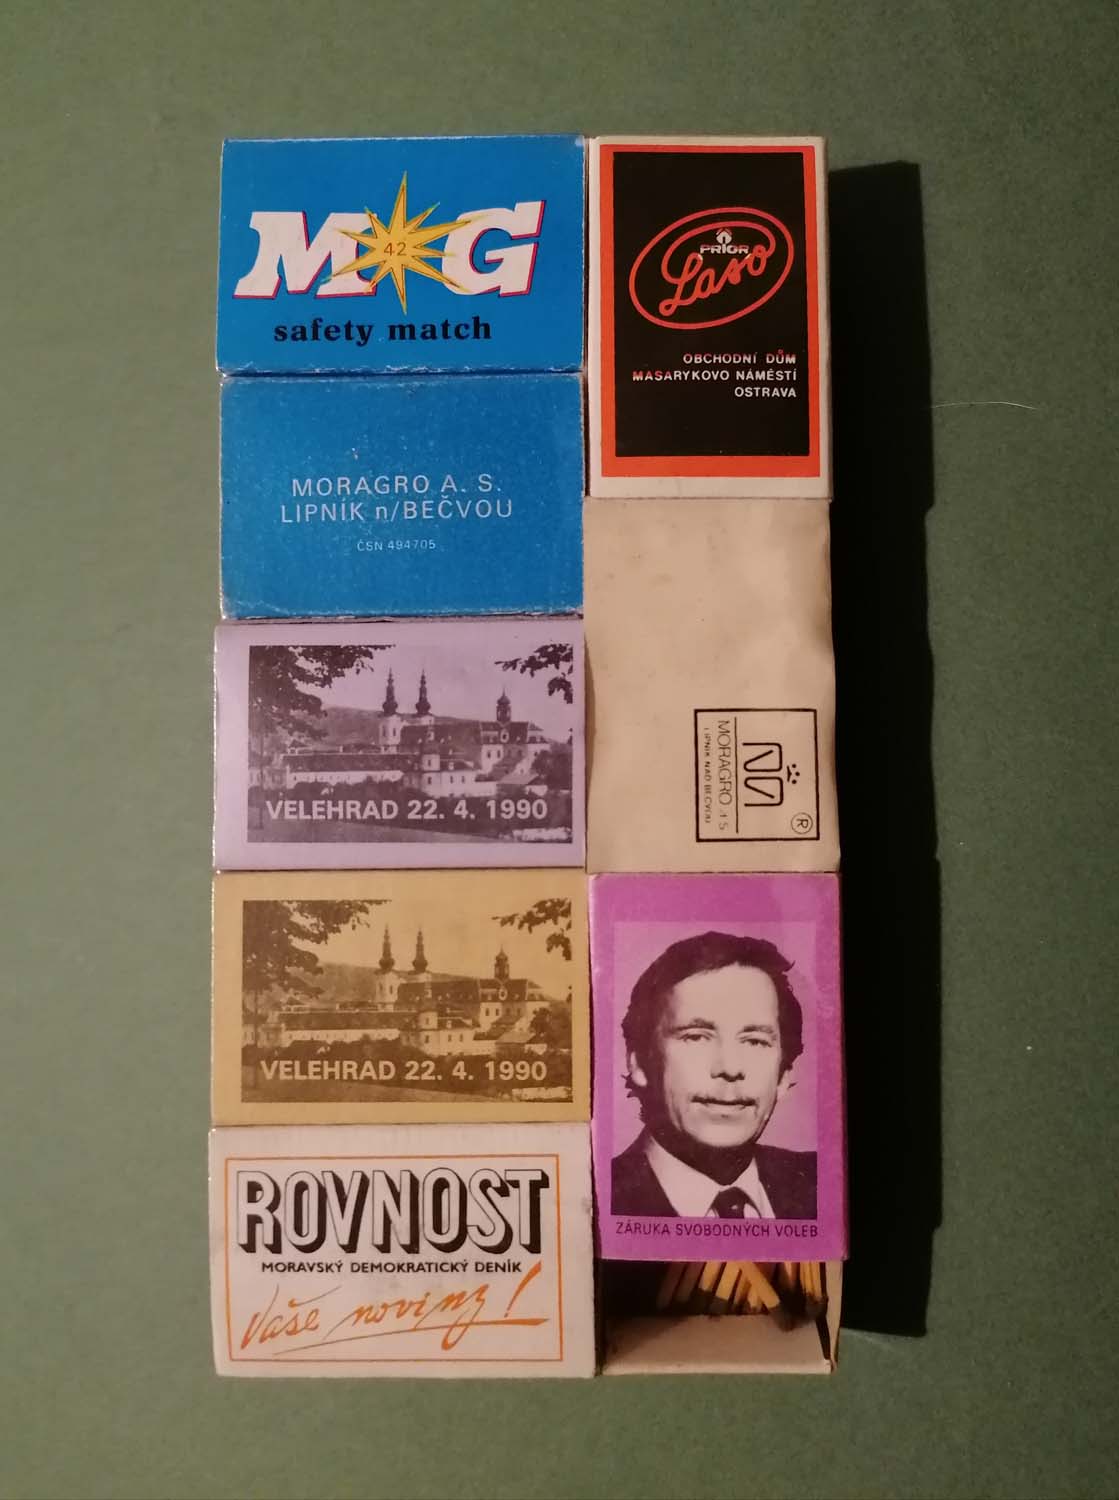 M G
42
safety match
MORAGRO A. S.
LIPNÍK n/BEČVOU
ČSN 494705
VELEHRAD 22. 4. 1990
VELEHRAD 22. 4. 1990
ROVNOST
MORAVSKÝ DEMOKRATICKÝ DENÍK
Vaše noviny!
PRIOR
Laso
OBCHODNÍ DŮM
MASARYKOVO NÁMĚSTÍ
OSTRAVA
®
MORAGRO A S
LIPNÍK NAD BEČVOU
ZÁRUKA SVOBODNÝCH VOLEB